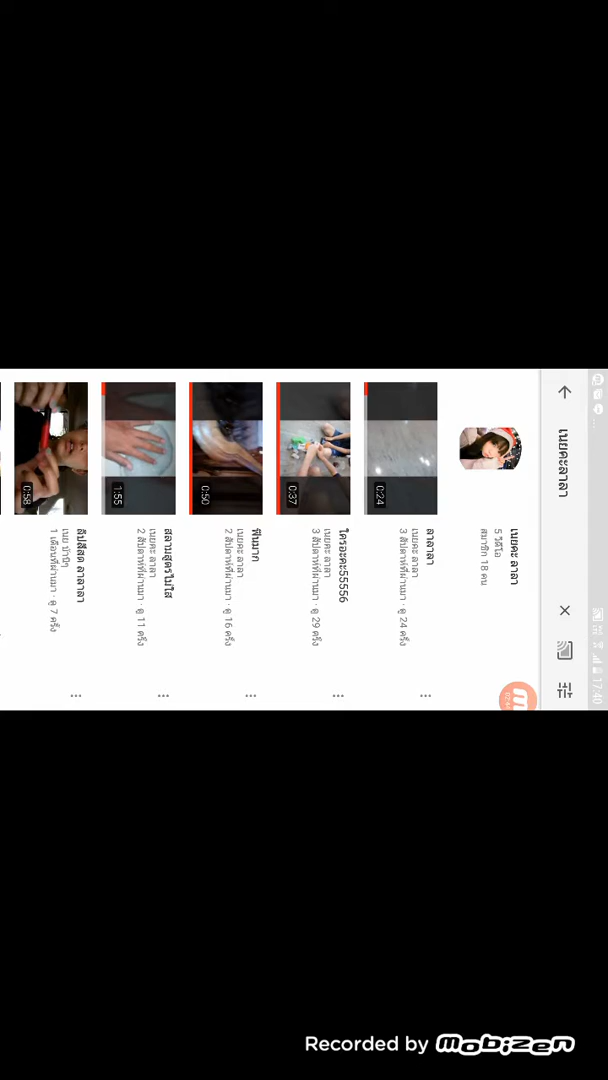 17:40
เนยคะลาลา
เนยคะ ลาลา
5 วิดีโอ
สมาชิก 18 คน
0:24
ลาลาลา
เนยคะ ลาลา
3 สัปดาห์ที่ผ่านมา · ดู 24 ครั้ง
0:37
ใครอะคะ55556
เนยคะ ลาลา
3 สัปดาห์ที่ผ่านมา · ดู 29 ครั้ง
0:50
ฟินมาก
เนยคะ ลาลา
2 สัปดาห์ที่ผ่านมา · ดู 16 ครั้ง
1:55
สลามสูตรไม่ใส
เนยคะ ลาลา
2 สัปดาห์ที่ผ่านมา · ดู 11 ครั้ง
0:58
ลิปสีสด ลาลาลา
1 เดือนที่ผ่านมา · ดู 7 ครั้ง
Recorded by mobizen